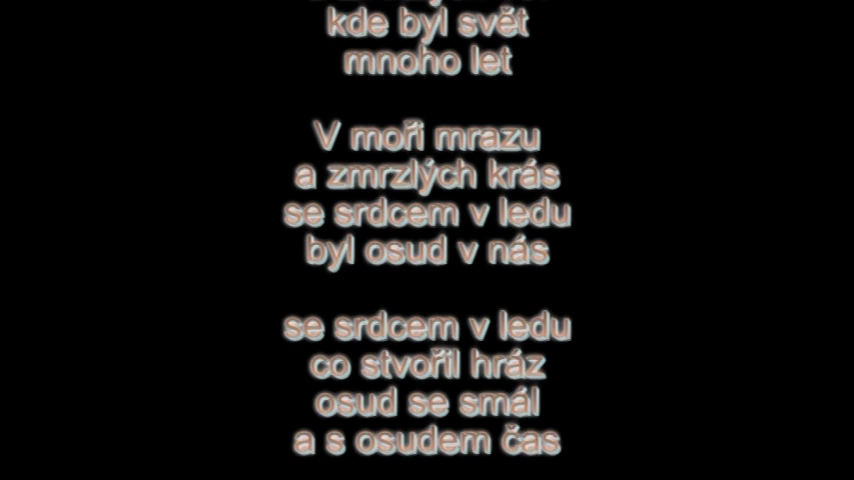 kde byl svět
mnoho let
V moři mrazu
a zmrzlých krás
se srdcem v ledu
byl osud v nás
se srdcem v ledu
co stvořil hráz
osud se smál
a s osudem čas